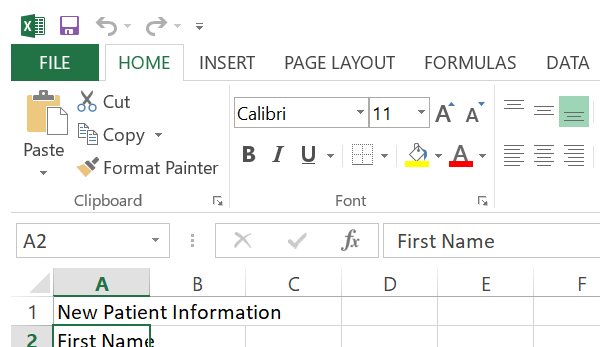 FILE HOME INSERT PAGE LAYOUT FORMULAS DATA
Cut
Copy
Format Painter
Paste
Clipboard
Calibri 11 A A
B I U A
Font
A2 fx First Name
A B C D E F
1 New Patient Information
2 First Name